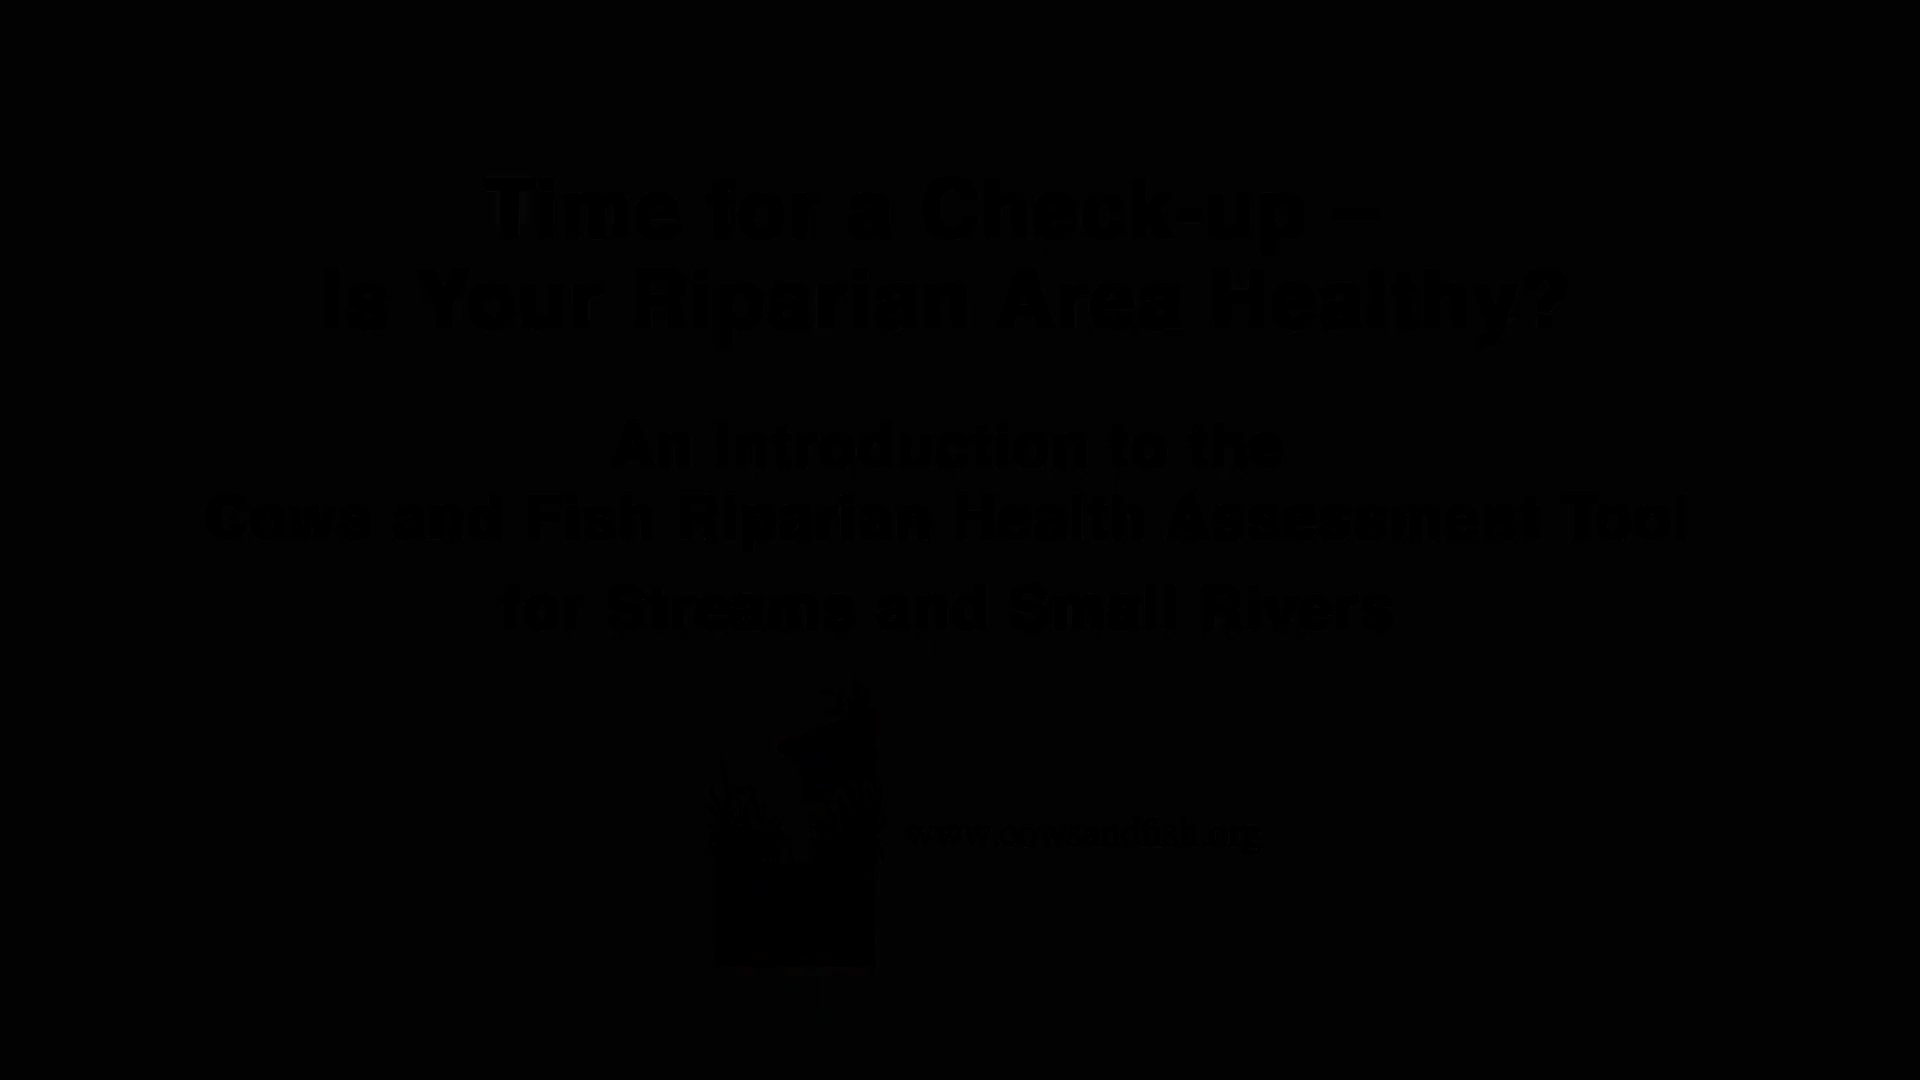 Time for a Check-up –
Is Your Riparian Area Healthy?
An Introduction to the
Cows and Fish Riparian Health Assessment Tool
for Streams and Small Rivers
www.cowsandfish.org